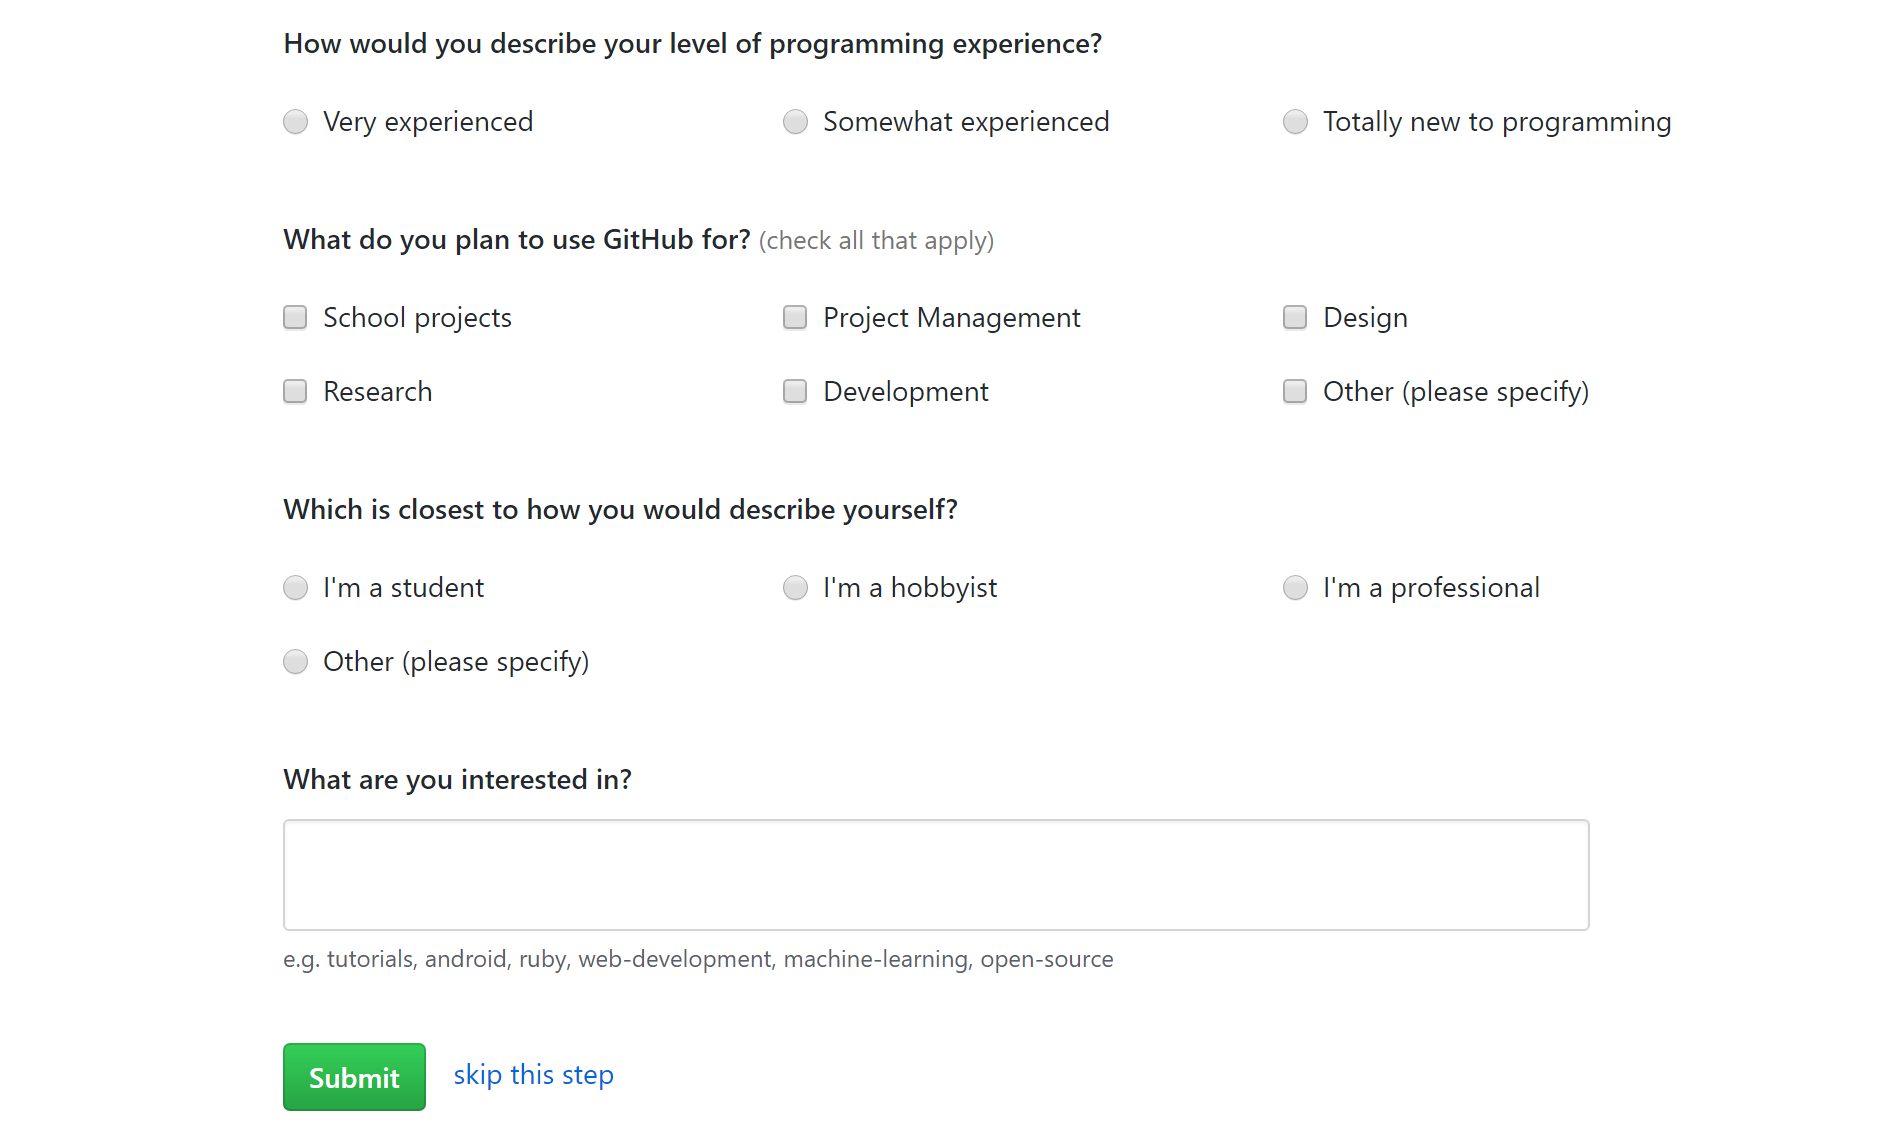 How would you describe your level of programming experience?
Very experienced Somewhat experienced Totally new to programming
What do you plan to use GitHub for? (check all that apply)
School projects Project Management Design
Research Development Other (please specify)
Which is closest to how you would describe yourself?
I'm a student I'm a hobbyist I'm a professional
Other (please specify)
What are you interested in?
e.g. tutorials, android, ruby, web-development, machine-learning, open-source
Submit skip this step